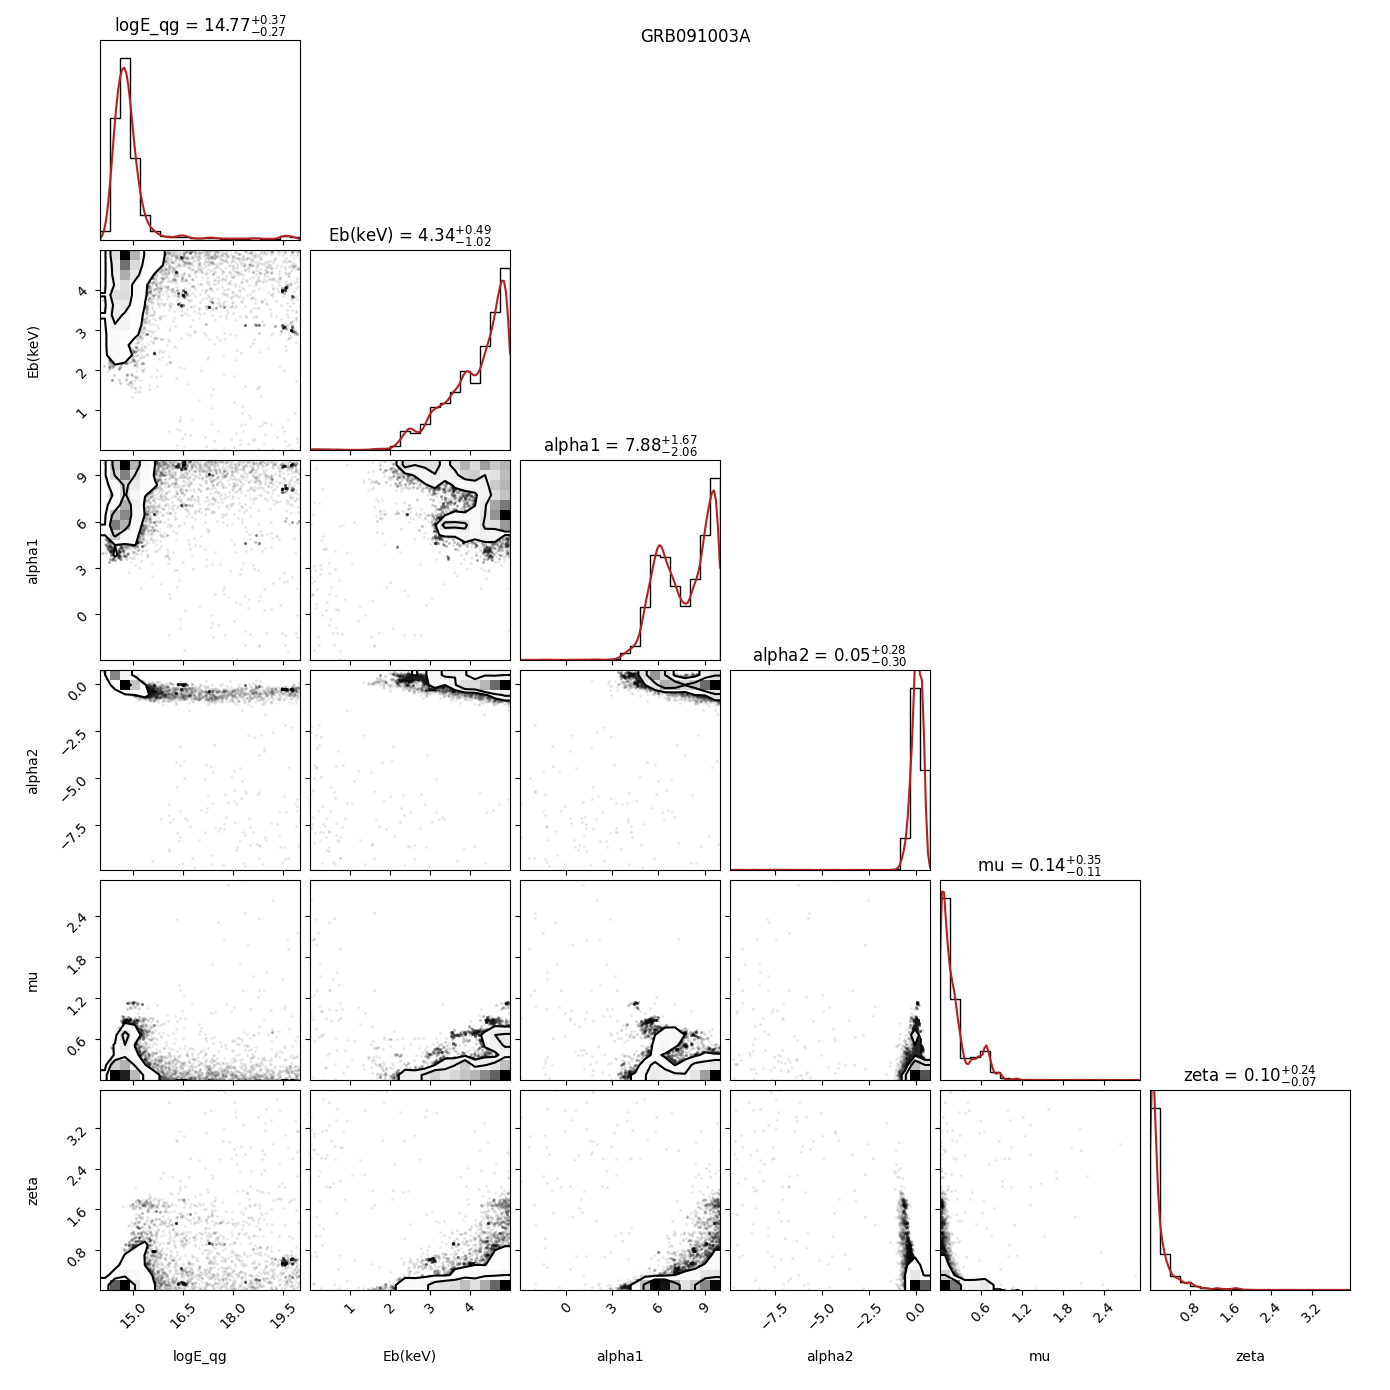 GRB091003A
logE_qg = 14.77+0.37 −0.27
Eb(keV) = 4.34+0.49 −1.02
alpha1 = 7.88+1.67 −2.06
alpha2 = 0.05+0.28 −0.30
mu = 0.14+0.35 −0.11
zeta = 0.10+0.24 −0.07
Eb(keV)
4
3
2
1
alpha1
9
6
3
0
alpha2
0.0
−2.5
−5.0
−7.5
mu
2.4
1.8
1.2
0.6
zeta
3.2
2.4
1.6
0.8
15.0 16.5 18.0 19.5
1 2 3 4
0 3 6 9
−7.5 −5.0 −2.5 0.0
0.6 1.2 1.8 2.4
0.8 1.6 2.4 3.2
logE_qg
Eb(keV)
alpha1
alpha2
mu
zeta